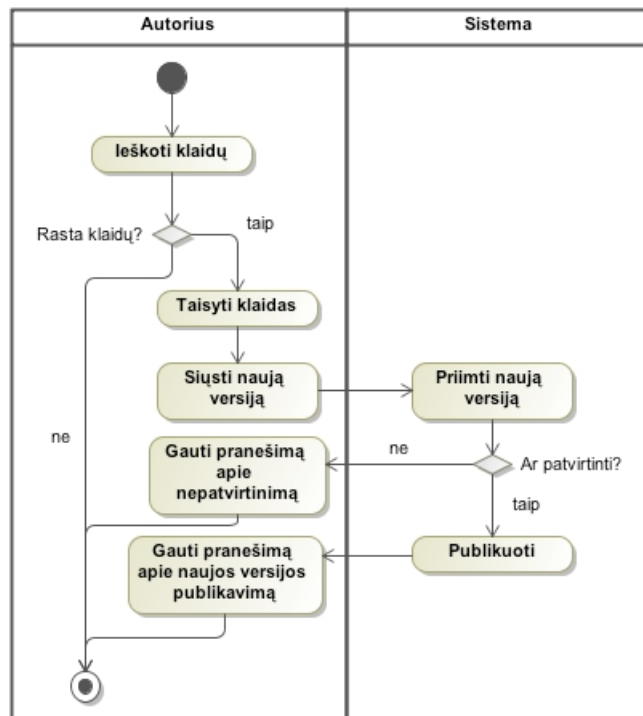 Autorius
Sistema
Ieškoti klaidų
Rasta klaidų?
taip
Taisyti klaidas
Siųsti naują
versiją
Priimti naują
versiją
ne
Gauti pranešimą
apie
nepatvirtinimą
ne
Ar patvirtinti?
taip
Gauti pranešimą
apie naujos versijos
publikavimą
Publikuoti